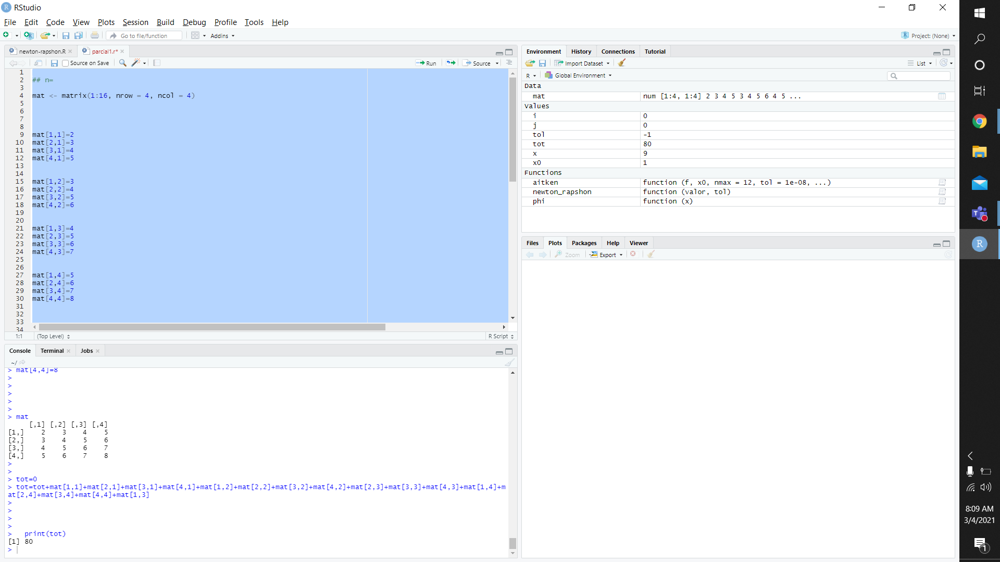 RStudio
File Edit Code View Plots Session Build Debug Profile Tools Help
Go to file/function Addins Project: (None)
newton-rapshon.R parcial1.r*
Source on Save Run Source
1
2 ## n=
3
4 mat <- matrix(1:16, nrow = 4, ncol = 4)
5
6
7
8
9 mat[1,1]=2
10 mat[2,1]=3
11 mat[3,1]=4
12 mat[4,1]=5
13
14
15 mat[1,2]=3
16 mat[2,2]=4
17 mat[3,2]=5
18 mat[4,2]=6
19
20
21 mat[1,3]=4
22 mat[2,3]=5
23 mat[3,3]=6
24 mat[4,3]=7
25
26
27 mat[1,4]=5
28 mat[2,4]=6
29 mat[3,4]=7
30 mat[4,4]=8
31
32
33
34
1:1 (Top Level) R Script
Console Terminal Jobs
~/
> mat[4,4]=8
>
>
>
>
>
> mat
[,1] [,2] [,3] [,4]
[1,] 2 3 4 5
[2,] 3 4 5 6
[3,] 4 5 6 7
[4,] 5 6 7 8
>
>
> tot=0
> tot=tot+mat[1,1]+mat[2,1]+mat[3,1]+mat[4,1]+mat[1,2]+mat[2,2]+mat[3,2]+mat[4,2]+mat[2,3]+mat[3,3]+mat[4,3]+mat[1,4]+m
at[2,4]+mat[3,4]+mat[4,4]+mat[1,3]
>
>
>
>
> print(tot)
[1] 80
>
Environment History Connections Tutorial
Import Dataset List
R Global Environment
Data
mat num [1:4, 1:4] 2 3 4 5 3 4 5 6 4 5 ...
Values
i 0
j 0
tol -1
tot 80
x 9
x0 1
Functions
aitken function (f, x0, nmax = 12, tol = 1e-08, ...)
newton_rapshon function (valor, tol)
phi function (x)
Files Plots Packages Help Viewer
Zoom Export
8:09 AM
3/4/2021
1